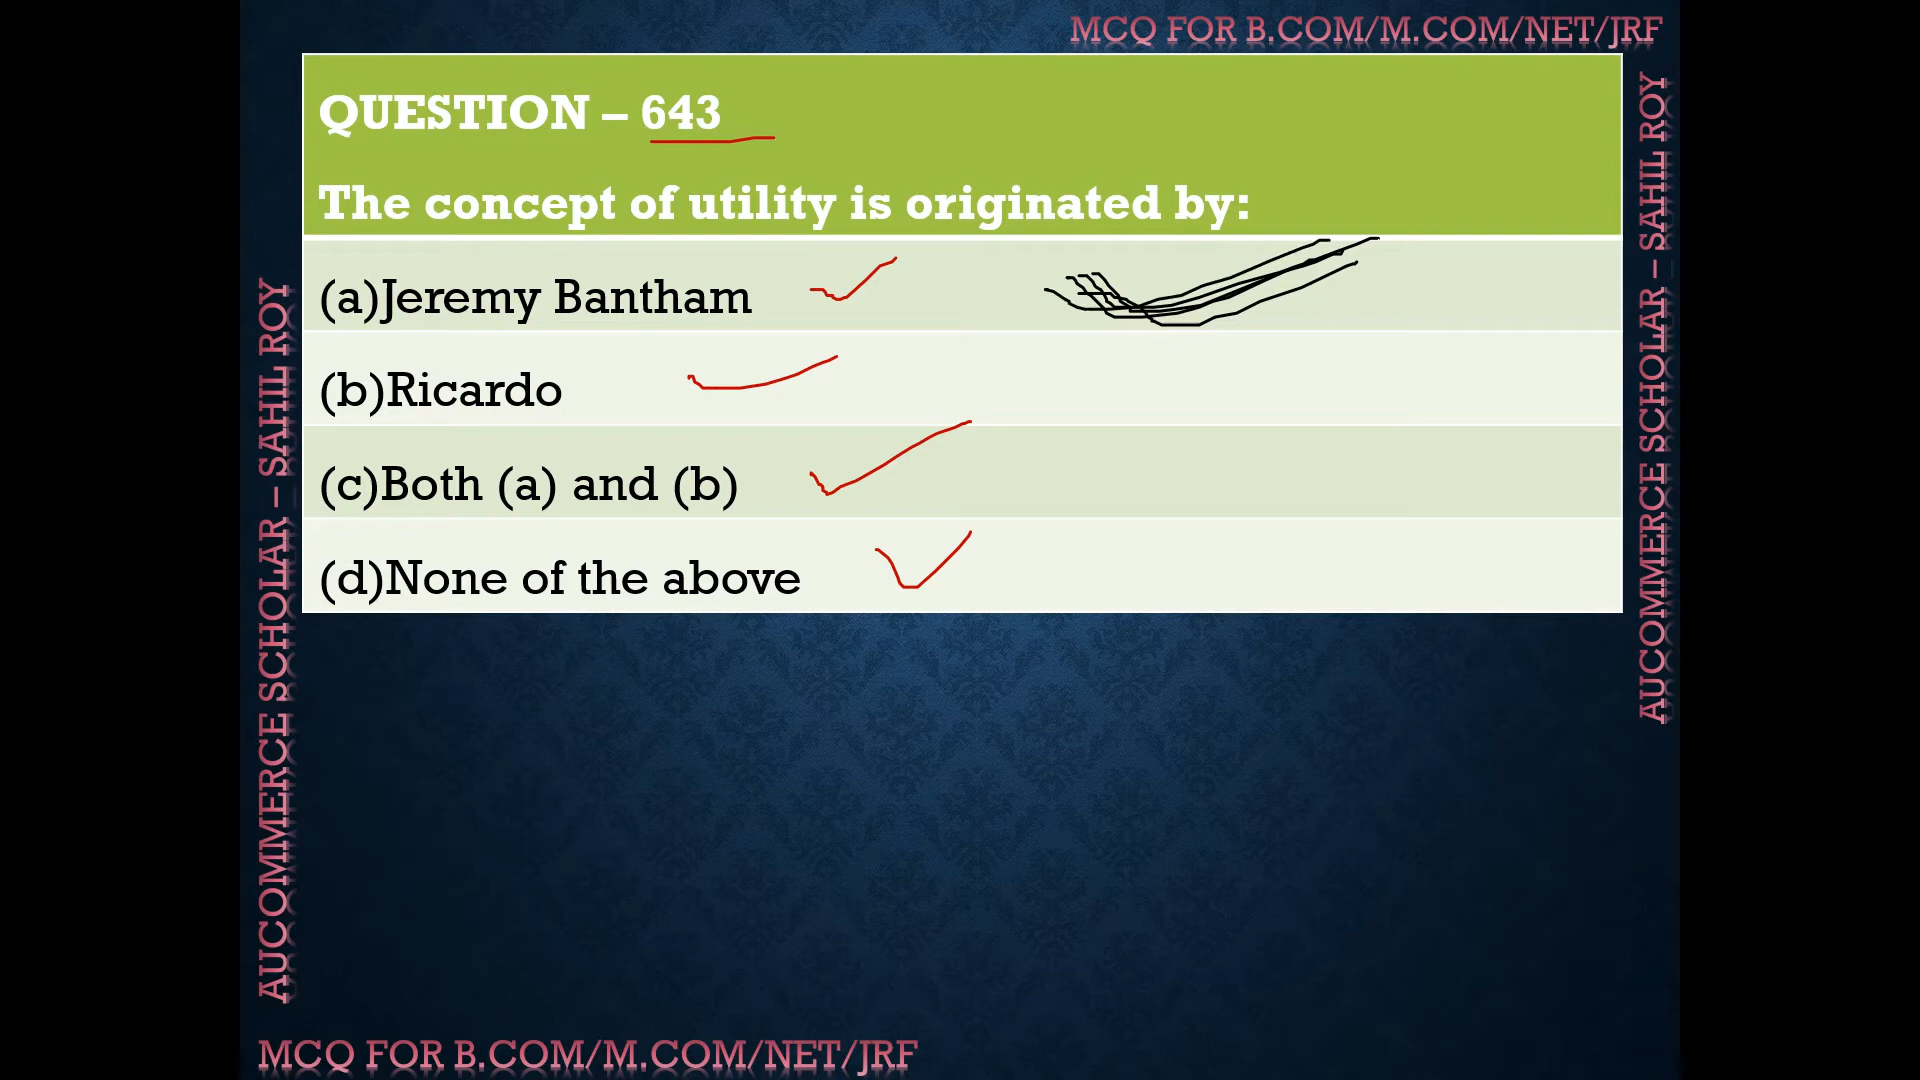 MCQ FOR B.COM/M.COM/NET/JRF
QUESTION – 643
The concept of utility is originated by:
(a)Jeremy Bantham
(b)Ricardo
(c)Both (a) and (b)
(d)None of the above
AUCOMMERCE SCHOLAR – SAHIL ROY
AUCOMMERCE SCHOLAR – SAHIL ROY
MCQ FOR B.COM/M.COM/NET/JRF